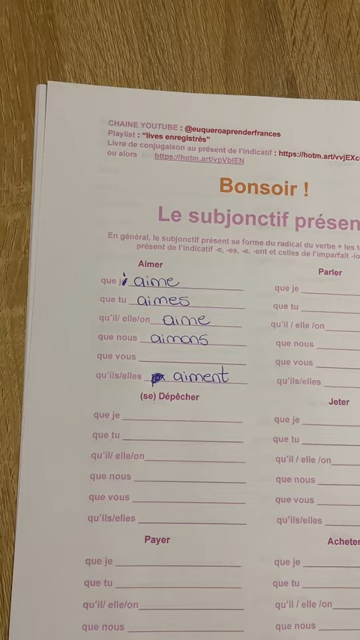 CHAINE YOUTUBE : @euqueroaprenderfrances
Playlist : "lives enregistrés"
Livre de conjugaison au présent de l'indicatif : https://hotm.art/vvjEXc
ou alors https://hotm.art/vpVbIEN
Bonsoir !
Le subjonctif présen
En général, le subjonctif présent se forme du radical du verbe + les t
présent de l'indicatif -e, -es, -e, -ent et celles de l'imparfait -io
Aimer
que j' aime
que tu aimes
qu'il/ elle/on aime
que nous aimons
que vous
qu'ils/elles aiment
Parler
que je
que tu
qu'il / elle /on
que nous
que vous
qu'ils/elles
(se) Dépêcher
que je
que tu
qu'il/ elle/on
que nous
que vous
qu'ils/elles
Jeter
que je
que tu
qu'il / elle /on
que nous
que vous
qu'ils/elles
Payer
que je
que tu
qu'il/ elle/on
que nous
Achete
que je
que tu
qu'il / elle /on
que nous